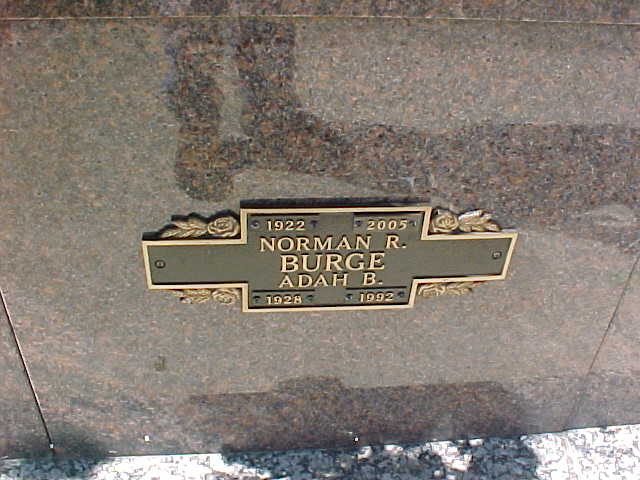 1922 2005
NORMAN R.
BURGE
ADAH B.
1928 1992